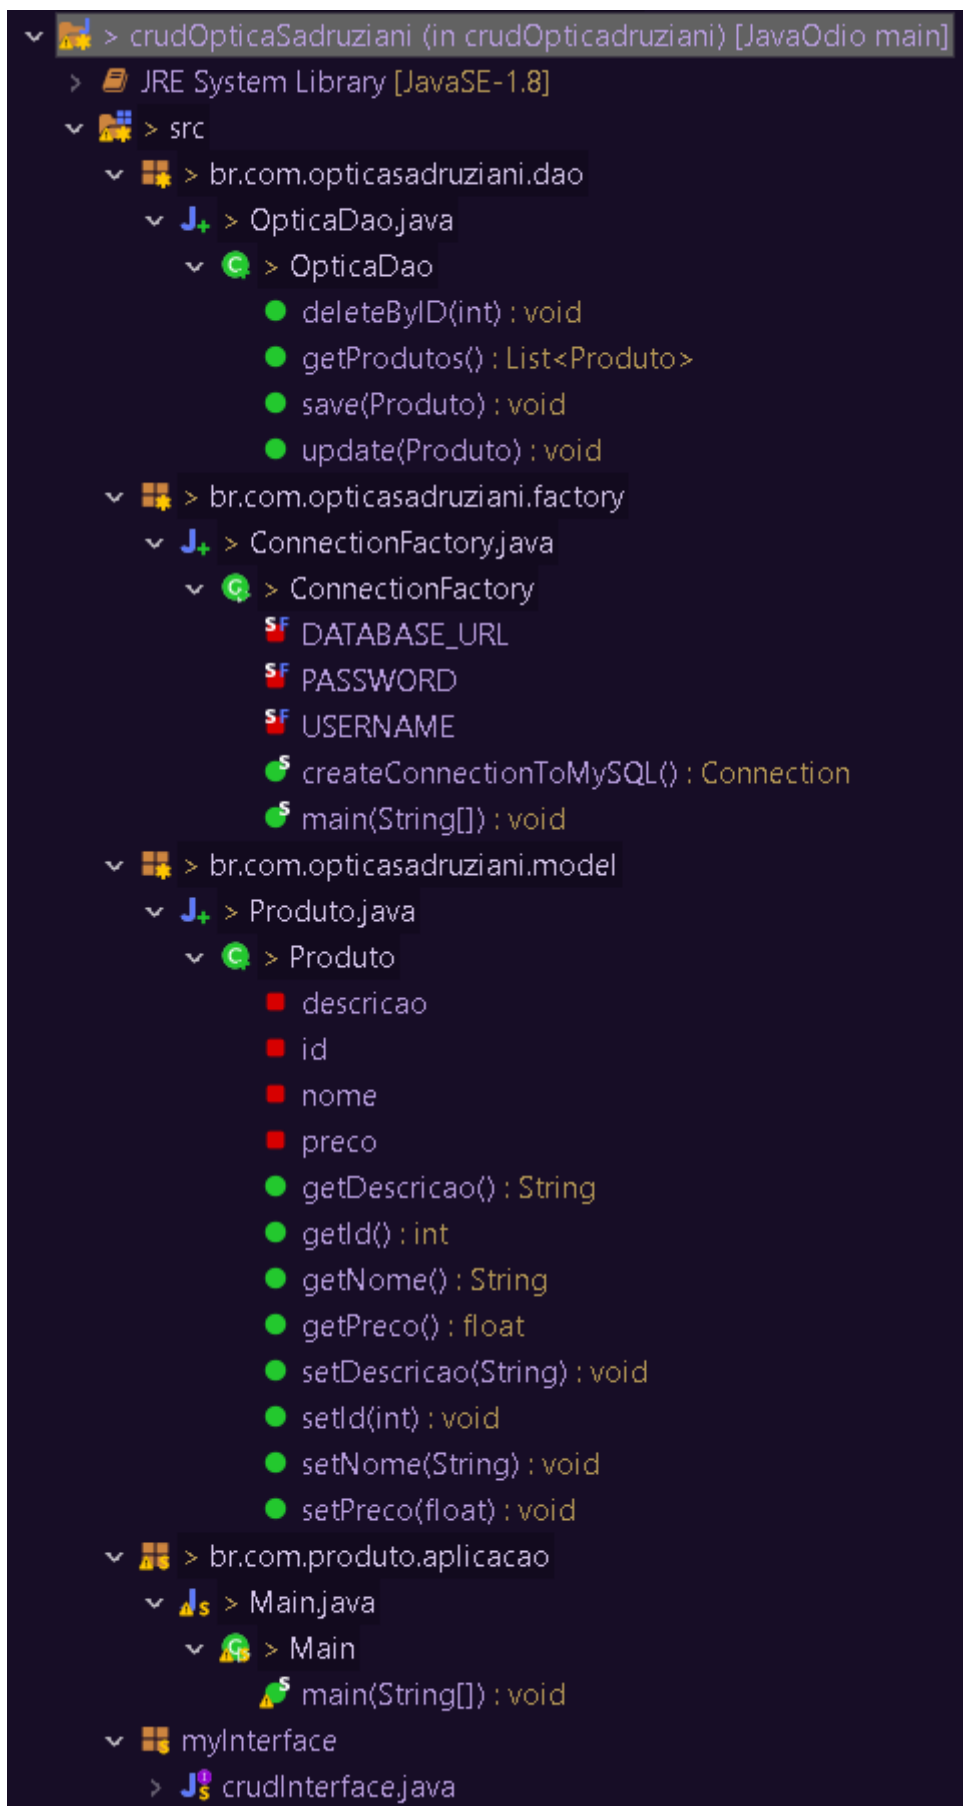 > crudOpticaSadruziani (in crudOpticadruziani) [JavaOdio main]
JRE System Library [JavaSE-1.8]
> src
> br.com.opticasadruziani.dao
> OpticaDao.java
> OpticaDao
deleteByID(int) : void
getProdutos() : List<Produto>
save(Produto) : void
update(Produto) : void
> br.com.opticasadruziani.factory
> ConnectionFactory.java
> ConnectionFactory
DATABASE_URL
PASSWORD
USERNAME
createConnectionToMySQL() : Connection
main(String[]) : void
> br.com.opticasadruziani.model
> Produto.java
> Produto
descricao
id
nome
preco
getDescricao() : String
getId() : int
getNome() : String
getPreco() : float
setDescricao(String) : void
setId(int) : void
setNome(String) : void
setPreco(float) : void
> br.com.produto.aplicacao
> Main.java
> Main
main(String[]) : void
myInterface
crudInterface.java